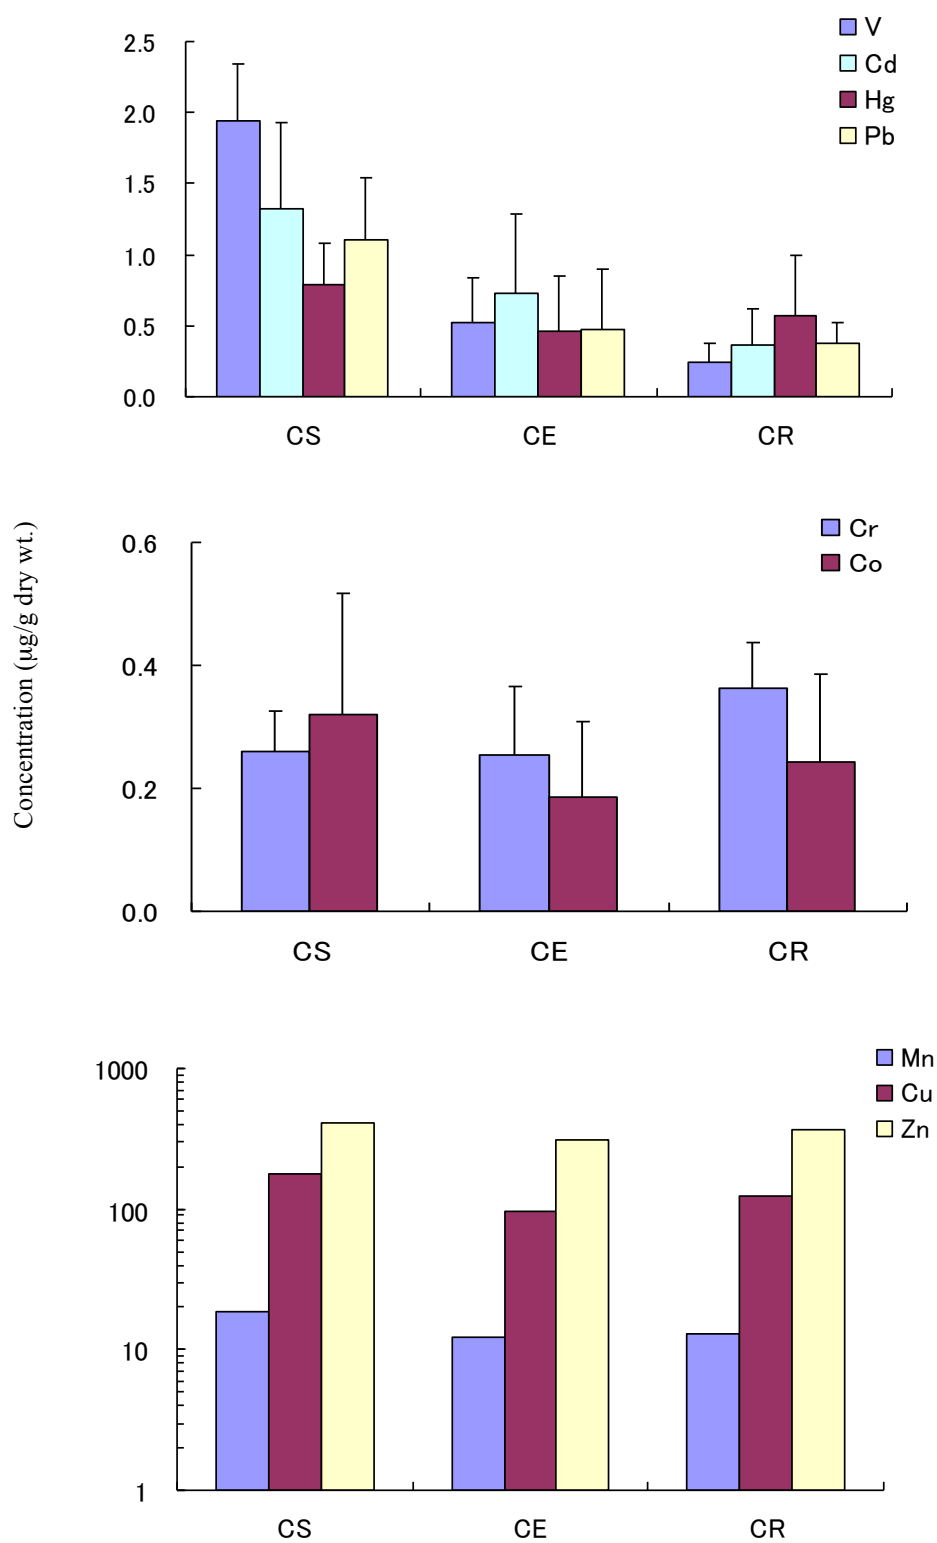 V
Cd
Hg
Pb
2.5
2.0
1.5
1.0
0.5
0.0
CS CE CR
Concentration (µg/g dry wt.)
Cr
Co
0.6
0.4
0.2
0.0
CS CE CR
Mn
Cu
Zn
1000
100
10
1
CS CE CR